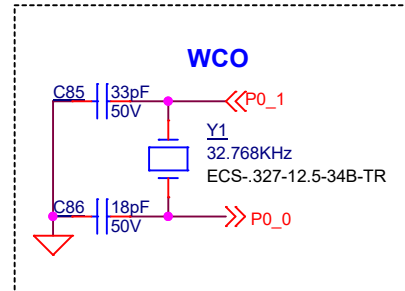 WCO
C85 33pF
50V
P0_1
Y1
32.768KHz
ECS-.327-12.5-34B-TR
C86 18pF
50V
P0_0